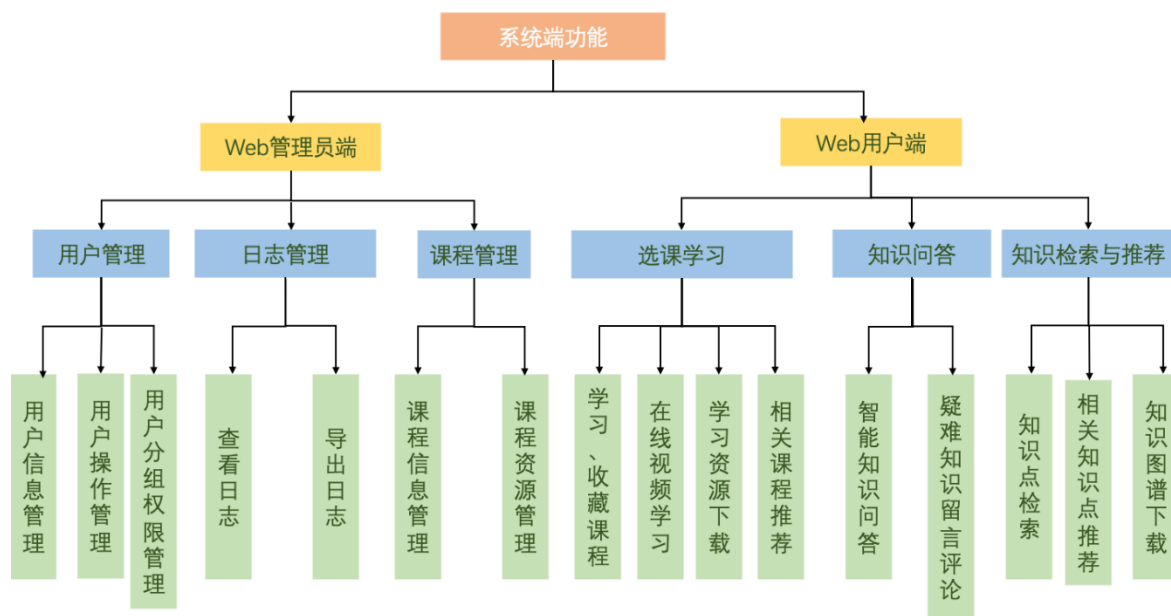 系统端功能
Web管理员端
Web用户端
用户管理
日志管理
课程管理
选课学习
知识问答
知识检索与推荐
用户信息管理
用户操作管理
用户分组权限管理
查看日志
导出日志
课程信息管理
课程资源管理
学习、收藏课程
在线视频学习
学习资源下载
相关课程推荐
智能知识问答
疑难知识留言评论
知识点检索
相关知识点推荐
知识图谱下载